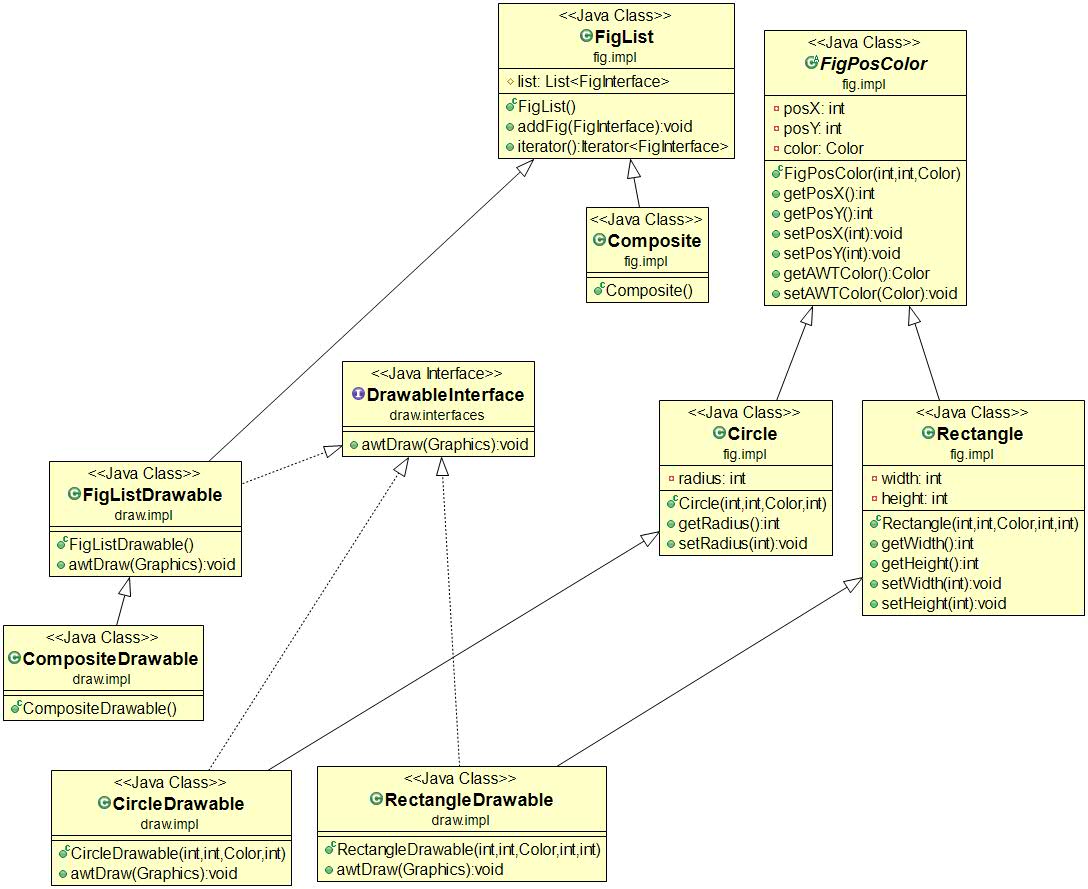 <<Java Class>>
FigList
fig.impl
list: List<FigInterface>
FigList()
addFig(FigInterface):void
iterator():Iterator<FigInterface>
<<Java Class>>
FigPosColor
fig.impl
posX: int
posY: int
color: Color
FigPosColor(int,int,Color)
getPosX():int
getPosY():int
setPosX(int):void
setPosY(int):void
getAWTColor():Color
setAWTColor(Color):void
<<Java Class>>
Composite
fig.impl
Composite()
<<Java Interface>>
DrawableInterface
draw.interfaces
awtDraw(Graphics):void
<<Java Class>>
Circle
fig.impl
radius: int
Circle(int,int,Color,int)
getRadius():int
setRadius(int):void
<<Java Class>>
Rectangle
fig.impl
width: int
height: int
Rectangle(int,int,Color,int,int)
getWidth():int
getHeight():int
setWidth(int):void
setHeight(int):void
<<Java Class>>
FigListDrawable
draw.impl
FigListDrawable()
awtDraw(Graphics):void
<<Java Class>>
CompositeDrawable
draw.impl
CompositeDrawable()
<<Java Class>>
CircleDrawable
draw.impl
CircleDrawable(int,int,Color,int)
awtDraw(Graphics):void
<<Java Class>>
RectangleDrawable
draw.impl
RectangleDrawable(int,int,Color,int,int)
awtDraw(Graphics):void